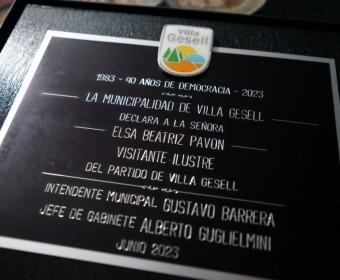 Villa
Gesell
1983 - 40 AÑOS DE DEMOCRACIA - 2023
LA MUNICIPALIDAD DE VILLA GESELL
DECLARA A LA SEÑORA
ELSA BEATRIZ PAVON
VISITANTE ILUSTRE
DEL PARTIDO DE VILLA GESELL
INTENDENTE MUNICIPAL GUSTAVO BARRERA
JEFE DE GABINETE ALBERTO GUGLIELMINI
JUNIO 2023